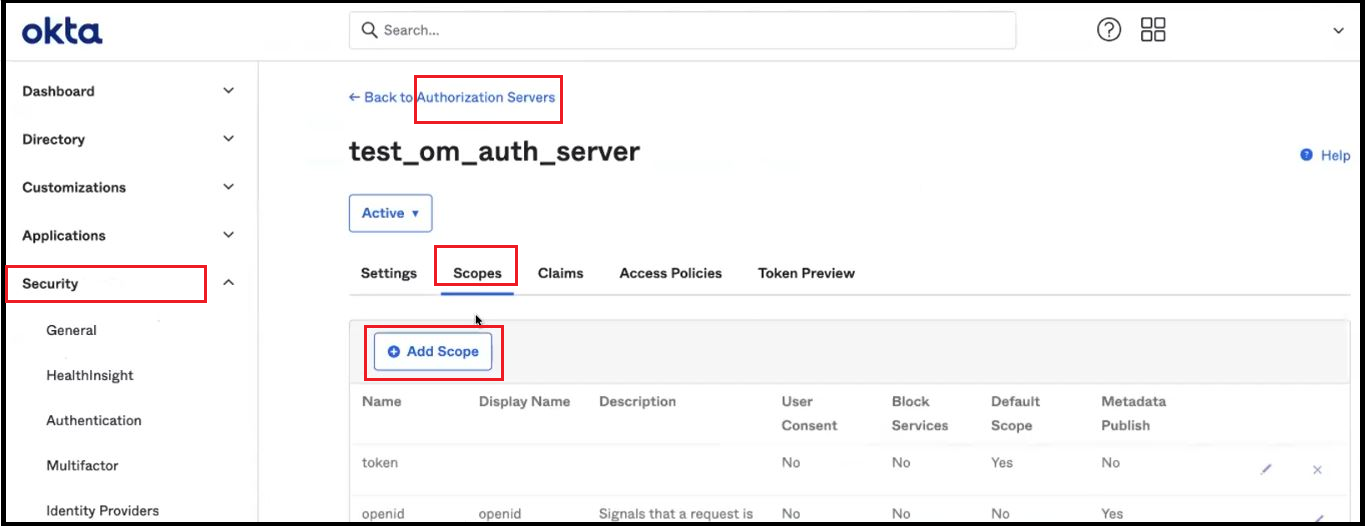 okta
Search...
Dashboard
Directory
Customizations
Applications
Security
General
HealthInsight
Authentication
Multifactor
Identity Providers
← Back to Authorization Servers
test_om_auth_server
Help
Active
Settings Scopes Claims Access Policies Token Preview
Add Scope
Name Display Name Description User Consent Block Services Default Scope Metadata Publish
token No No Yes No
openid openid Signals that a request is No No No Yes